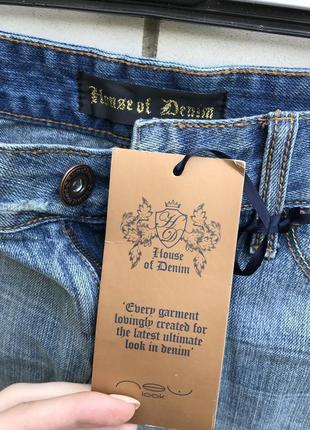 House of Denim
HD
House
of Denim
'Every garment
lovingly created for
the latest ultimate
look in denim'
new
look